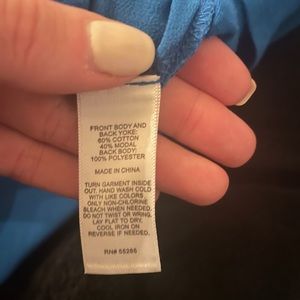 FRONT BODY AND
BACK YOKE:
60% COTTON
40% MODAL
BACK BODY:
100% POLYESTER
MADE IN CHINA
TURN GARMENT INSIDE
OUT. HAND WASH COLD
WITH LIKE COLORS
ONLY NON-CHLORINE
BLEACH WHEN NEEDED.
DO NOT TWIST OR WRING.
LAY FLAT TO DRY.
COOL IRON ON
REVERSE IF NEEDED.
RN# 55286